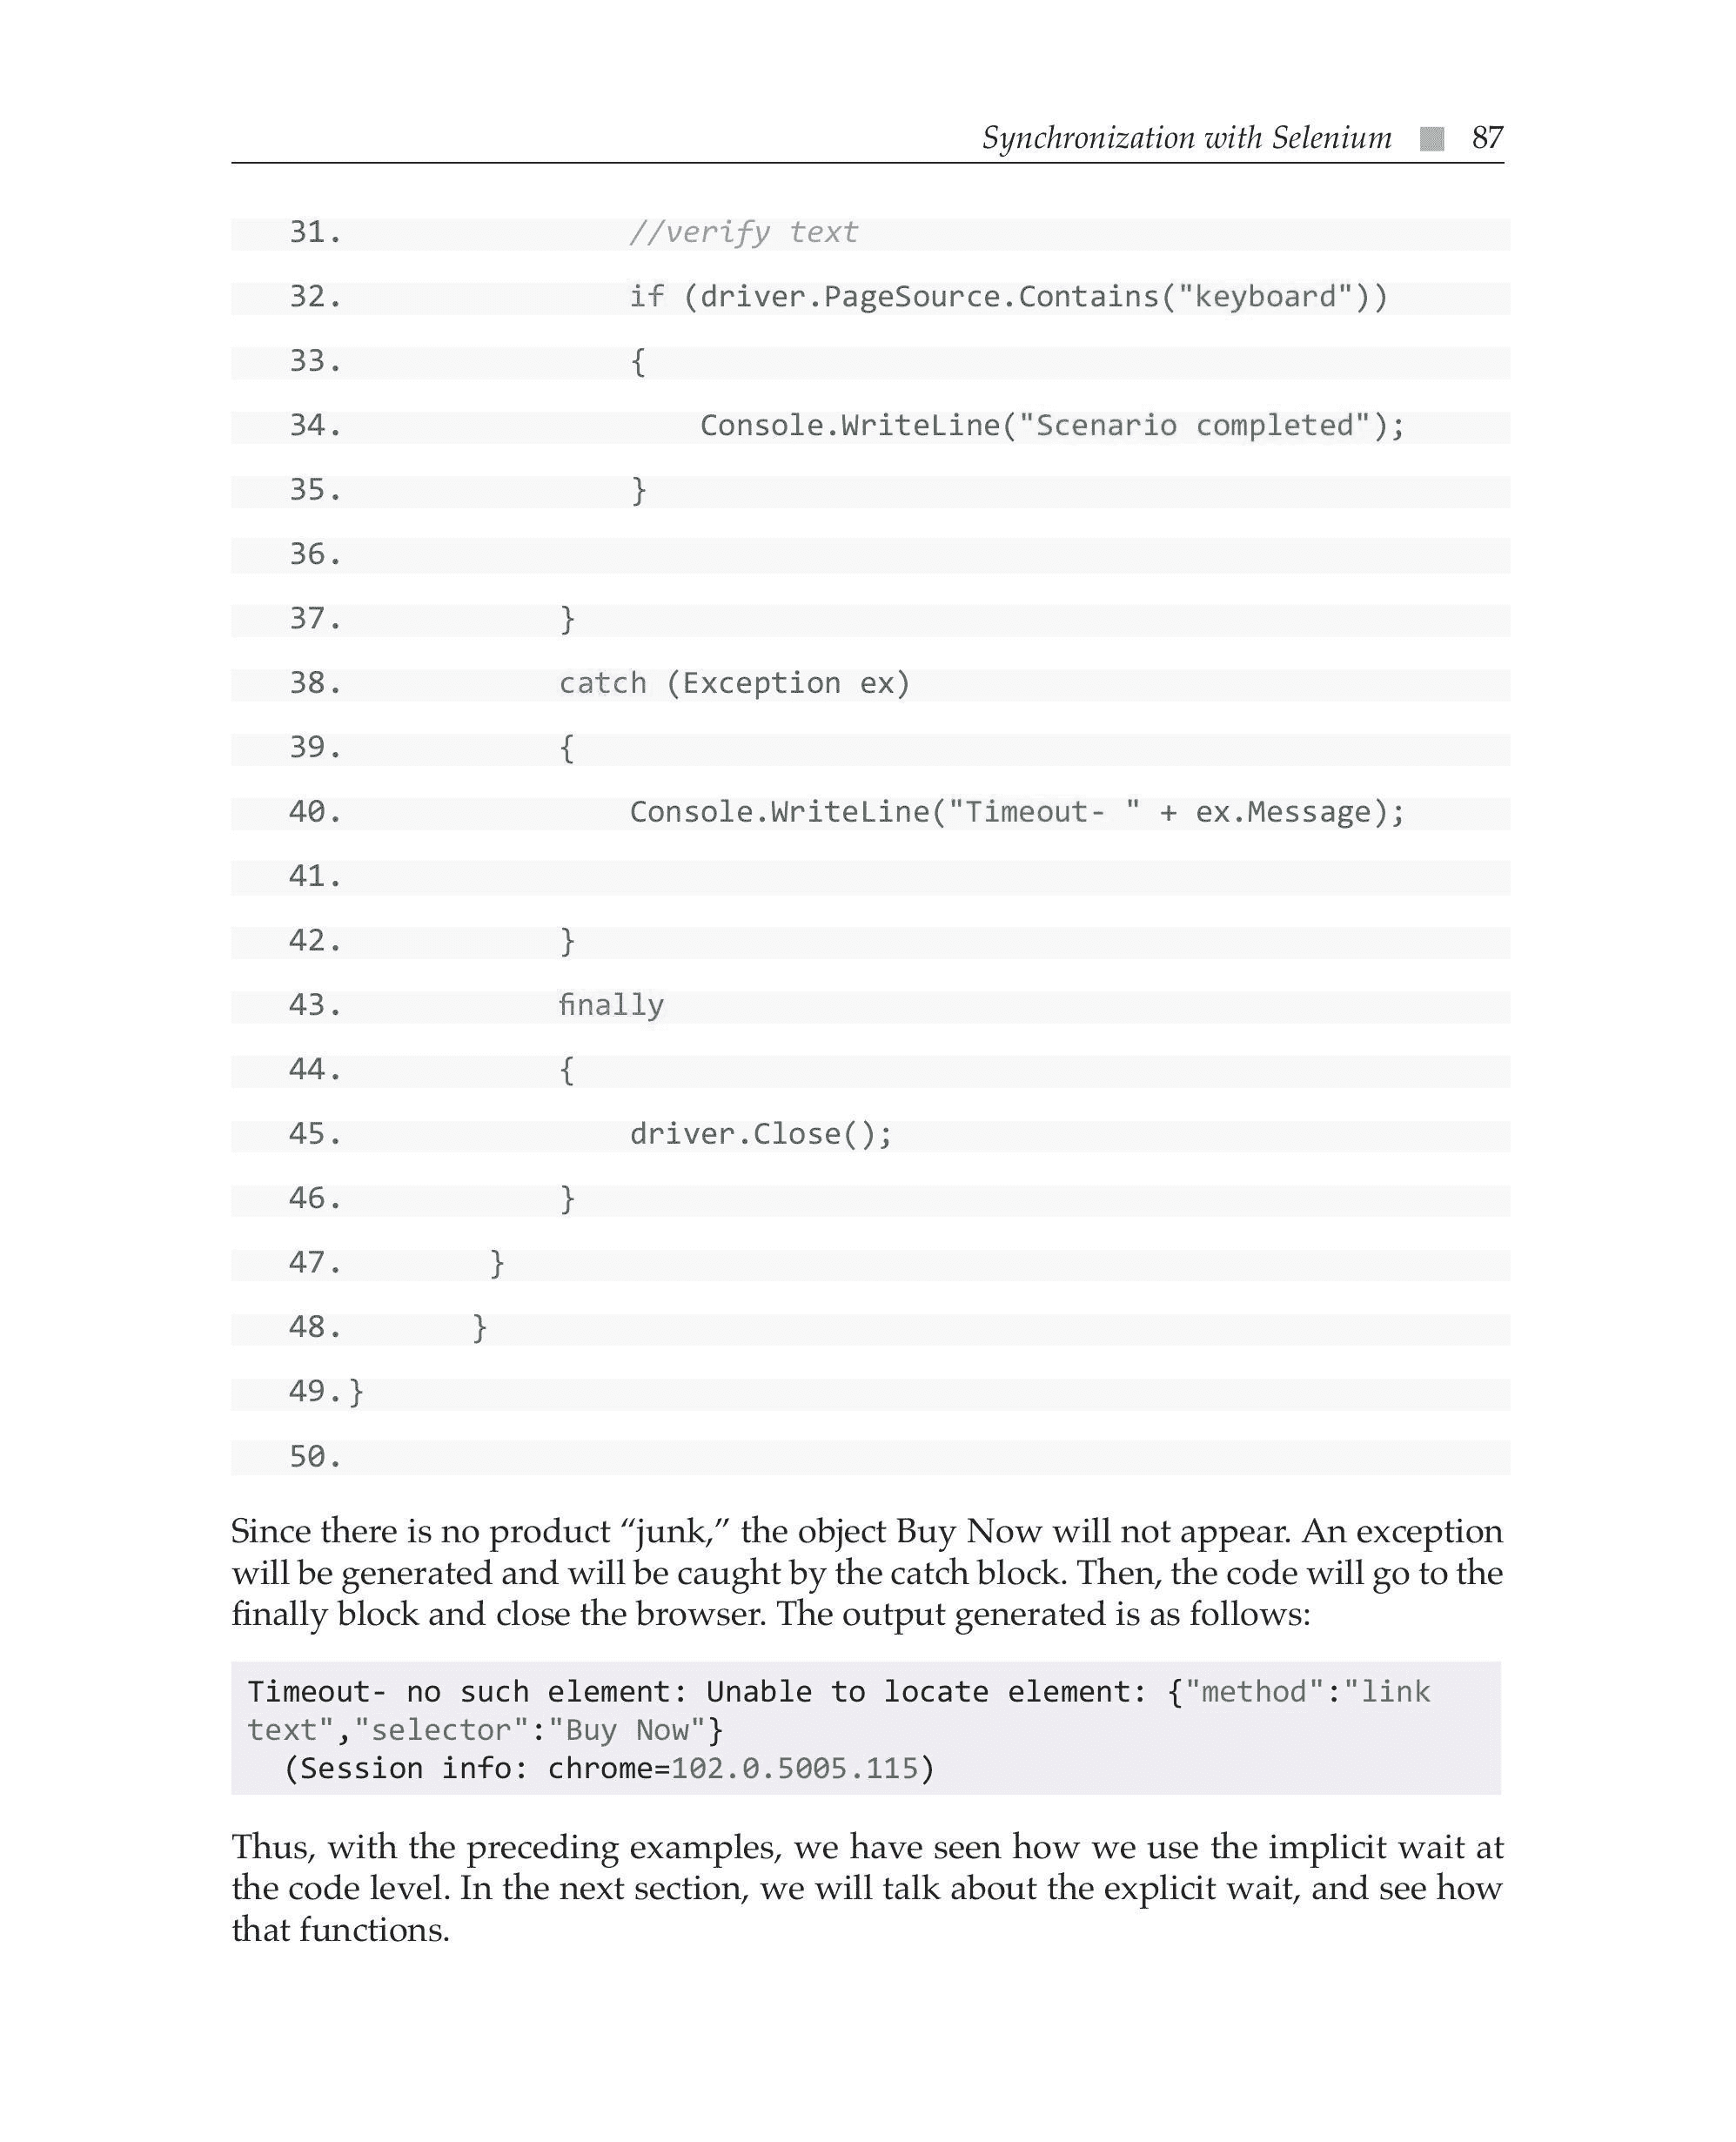 Synchronization with Selenium 87
31. //verify text
32. if (driver.PageSource.Contains("keyboard"))
33. {
34. Console.WriteLine("Scenario completed");
35. }
36.
37. }
38. catch (Exception ex)
39. {
40. Console.WriteLine("Timeout- " + ex.Message);
41.
42. }
43. finally
44. {
45. driver.Close();
46. }
47. }
48. }
49. }
50.
Since there is no product “junk,” the object Buy Now will not appear. An exception
will be generated and will be caught by the catch block. Then, the code will go to the
finally block and close the browser. The output generated is as follows:
Timeout- no such element: Unable to locate element: {"method":"link
text","selector":"Buy Now"}
(Session info: chrome=102.0.5005.115)
Thus, with the preceding examples, we have seen how we use the implicit wait at
the code level. In the next section, we will talk about the explicit wait, and see how
that functions.